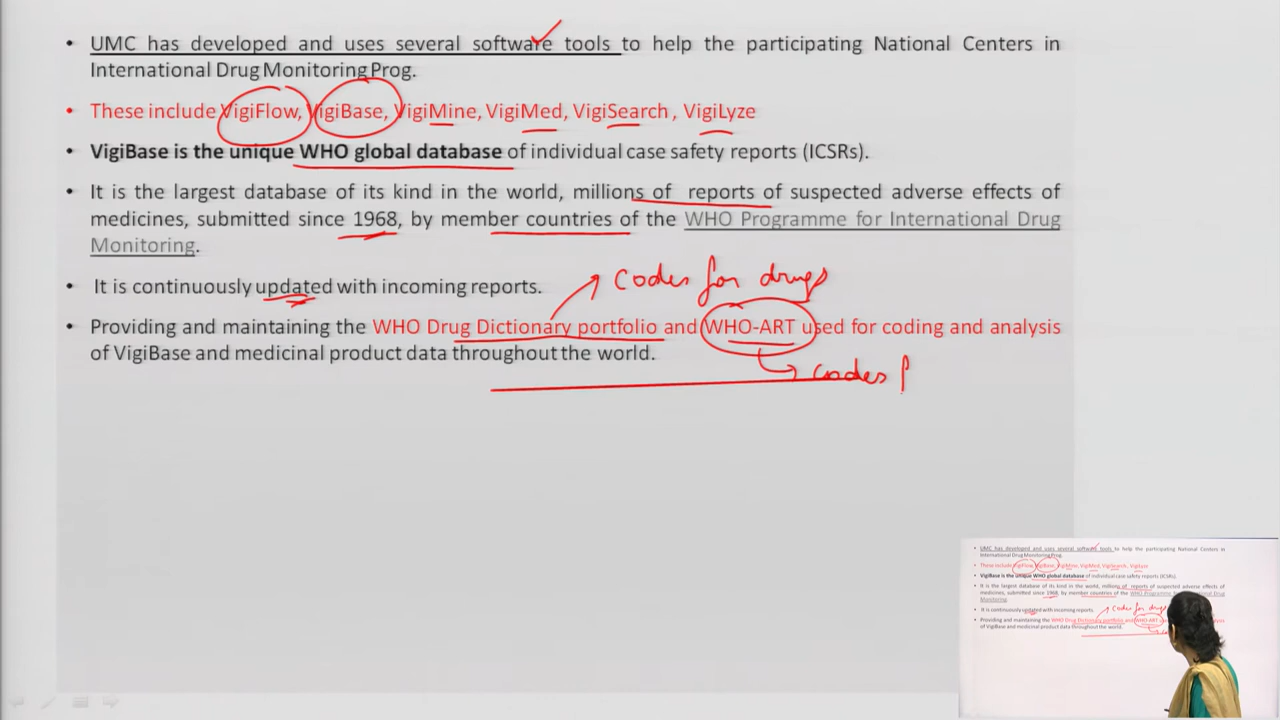 • UMC has developed and uses several software tools to help the participating National Centers in
International Drug Monitoring Prog.
• These include VigiFlow, VigiBase, VigiMine, VigiMed, VigiSearch , VigiLyze
• VigiBase is the unique WHO global database of individual case safety reports (ICSRs).
• It is the largest database of its kind in the world, millions of reports of suspected adverse effects of
medicines, submitted since 1968, by member countries of the WHO Programme for International Drug
Monitoring.
codes for drugs
• It is continuously updated with incoming reports.
• Providing and maintaining the WHO Drug Dictionary portfolio and WHO-ART used for coding and analysis
of VigiBase and medicinal product data throughout the world.
codes